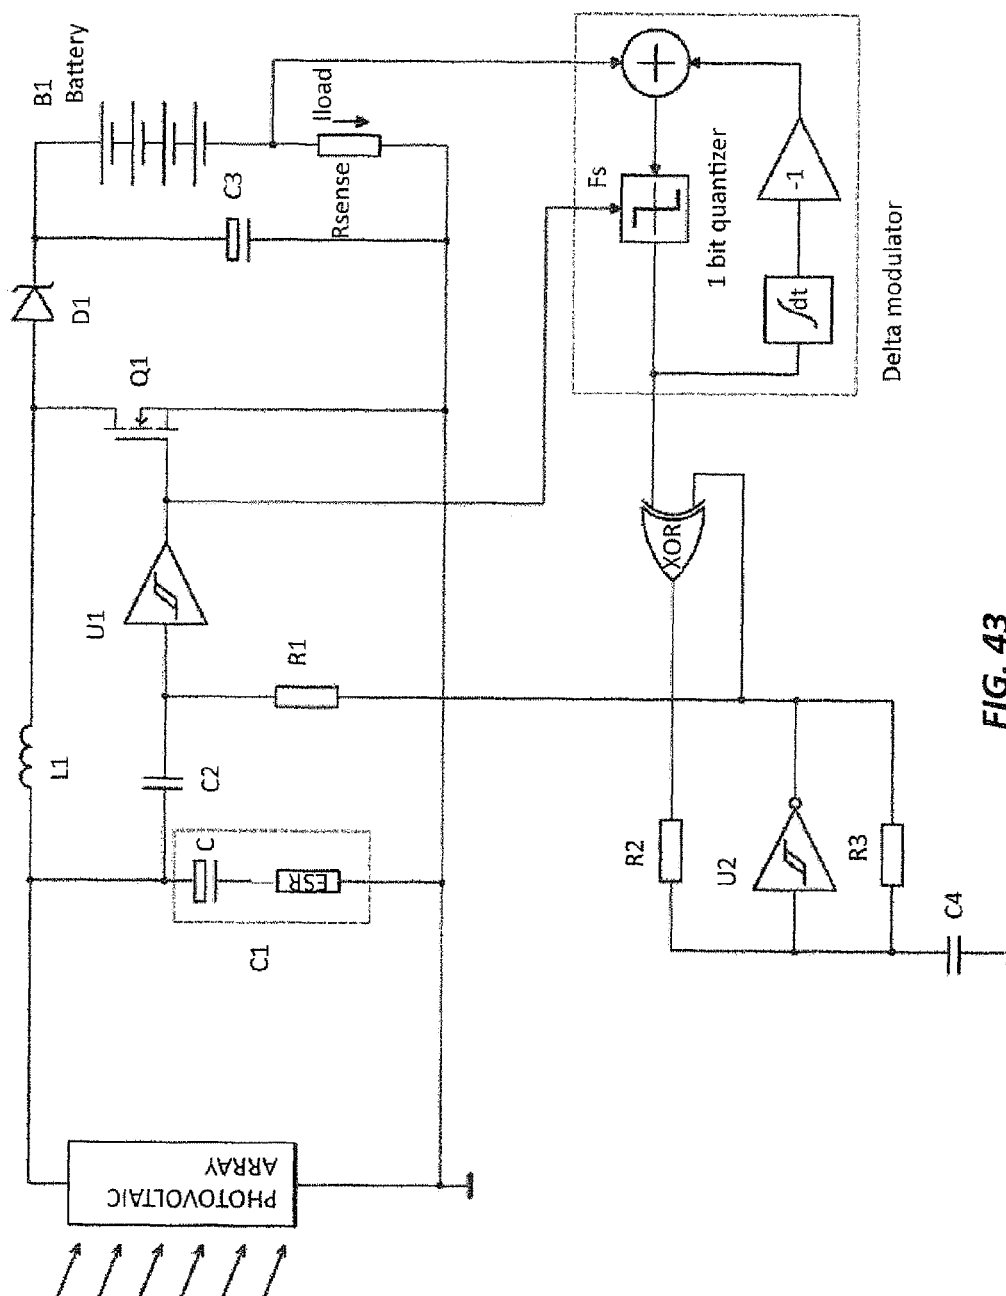 B1
Battery
Iload
Rsense
C3
D1
Q1
U1
R1
L1
C2
C
ESR
C1
PHOTOVOLTAIC
ARRAY
+
Fs
1 bit quantizer
-1
∫dt
Delta modulator
XOR
R2
U2
R3
C4
FIG. 43